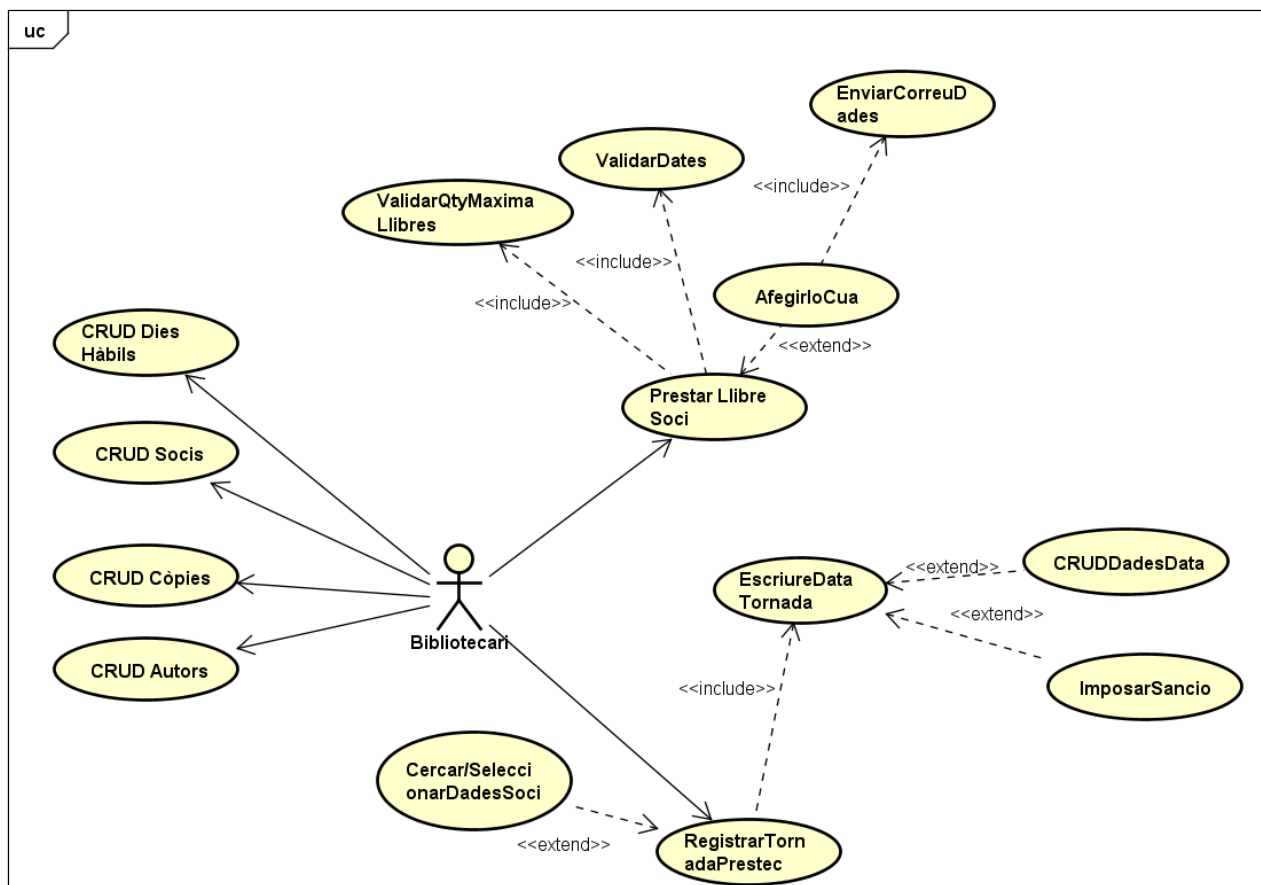 uc
EnviarCorreuD
ades
ValidarDates
<<include>>
ValidarQtyMaxima
Llibres
<<include>>
<<include>>
AfegirloCua
<<extend>>
CRUD Dies
Hàbils
Prestar Llibre
Soci
CRUD Socis
CRUD Còpies
CRUD Autors
Bibliotecari
EscriureData
Tornada
<<extend>>
CRUDDadesData
<<extend>>
ImposarSancio
<<include>>
Cercar/Selecci
onarDadesSoci
<<extend>>
RegistrarTorn
adaPrestec